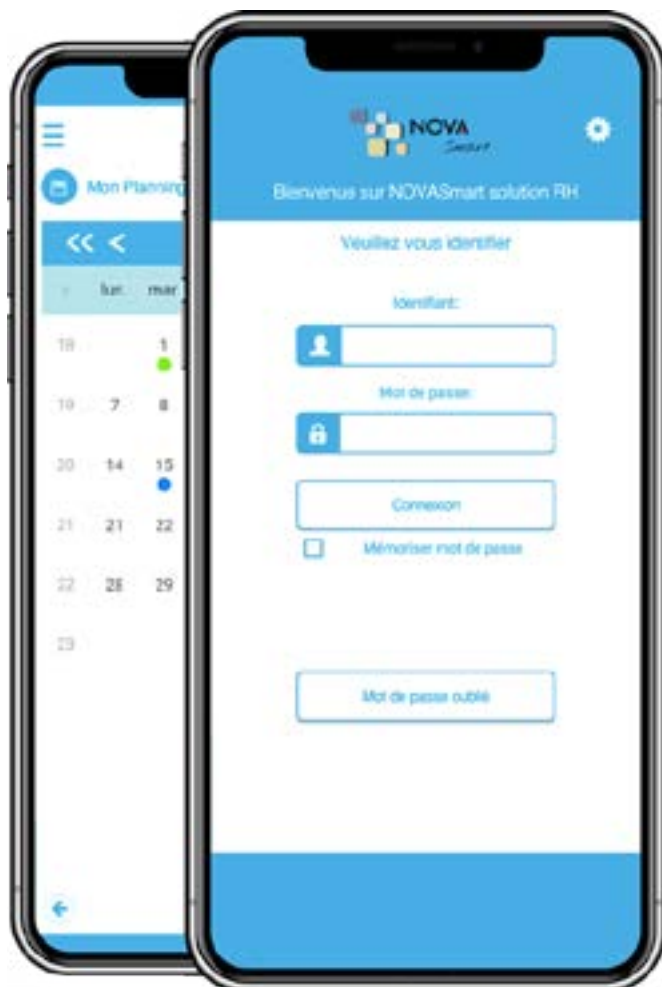 Mon Planning
<< <
lun. mar.
18 1
19 7 8
20 14 15
21 21 22
22 28 29
23
NOVA
Smart
Bienvenue sur NOVASmart solution RH
Veuillez vous identifier
Identifiant:
Mot de passe:
Connexion
Mémoriser mot de passe
Mot de passe oublié